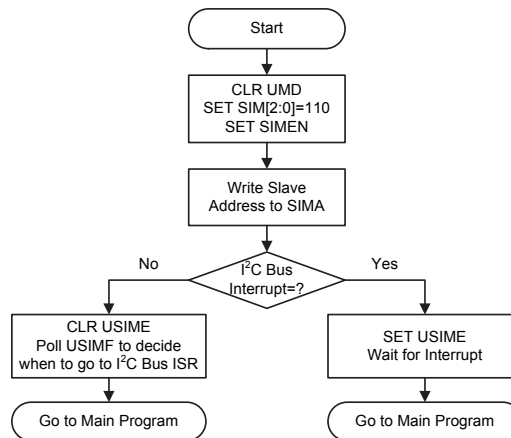 Start
CLR UMD
SET SIM[2:0]=110
SET SIMEN
Write Slave
Address to SIMA
I²C Bus
Interrupt=?
No
Yes
CLR USIME
Poll USIMF to decide
when to go to I²C Bus ISR
SET USIME
Wait for Interrupt
Go to Main Program
Go to Main Program